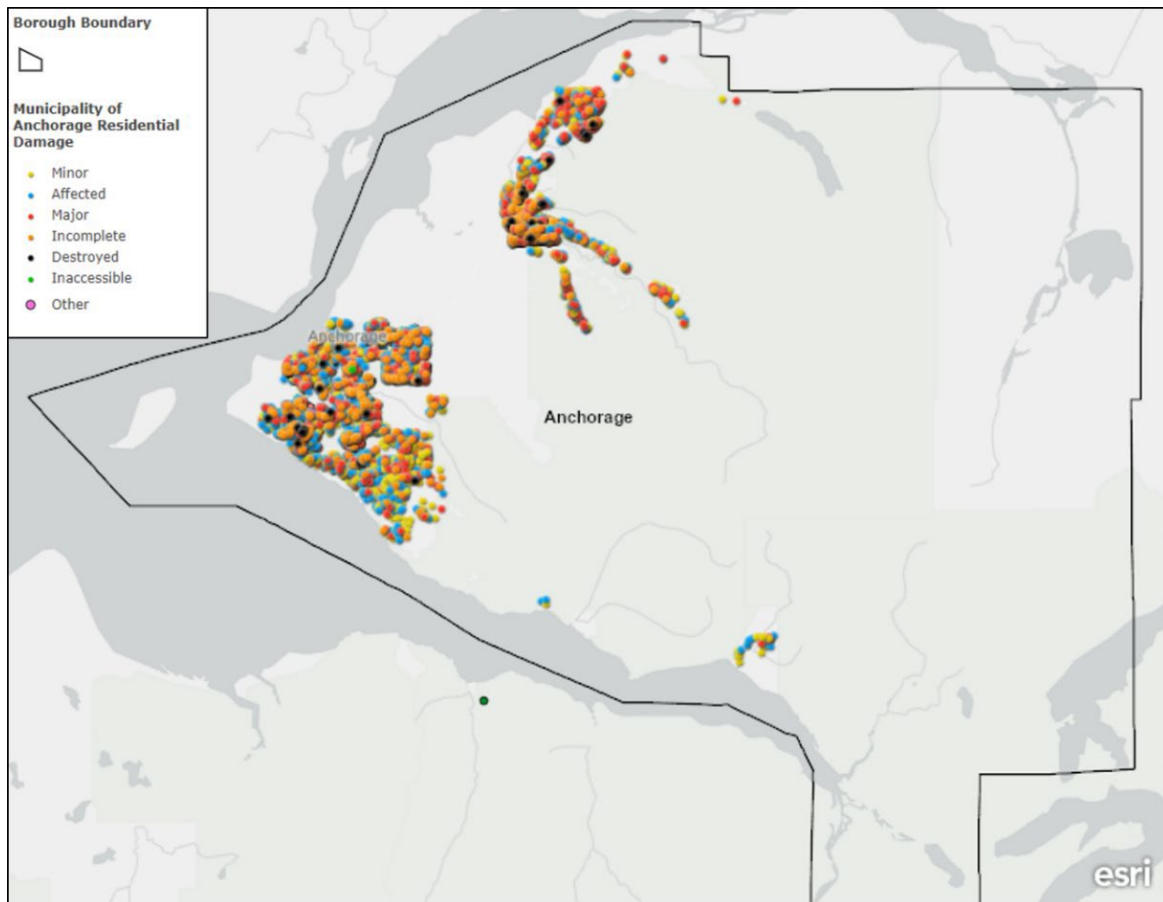 Borough Boundary
Municipality of
Anchorage Residential
Damage
Minor
Affected
Major
Incomplete
Destroyed
Inaccessible
Other
Anchorage
Anchorage
esri